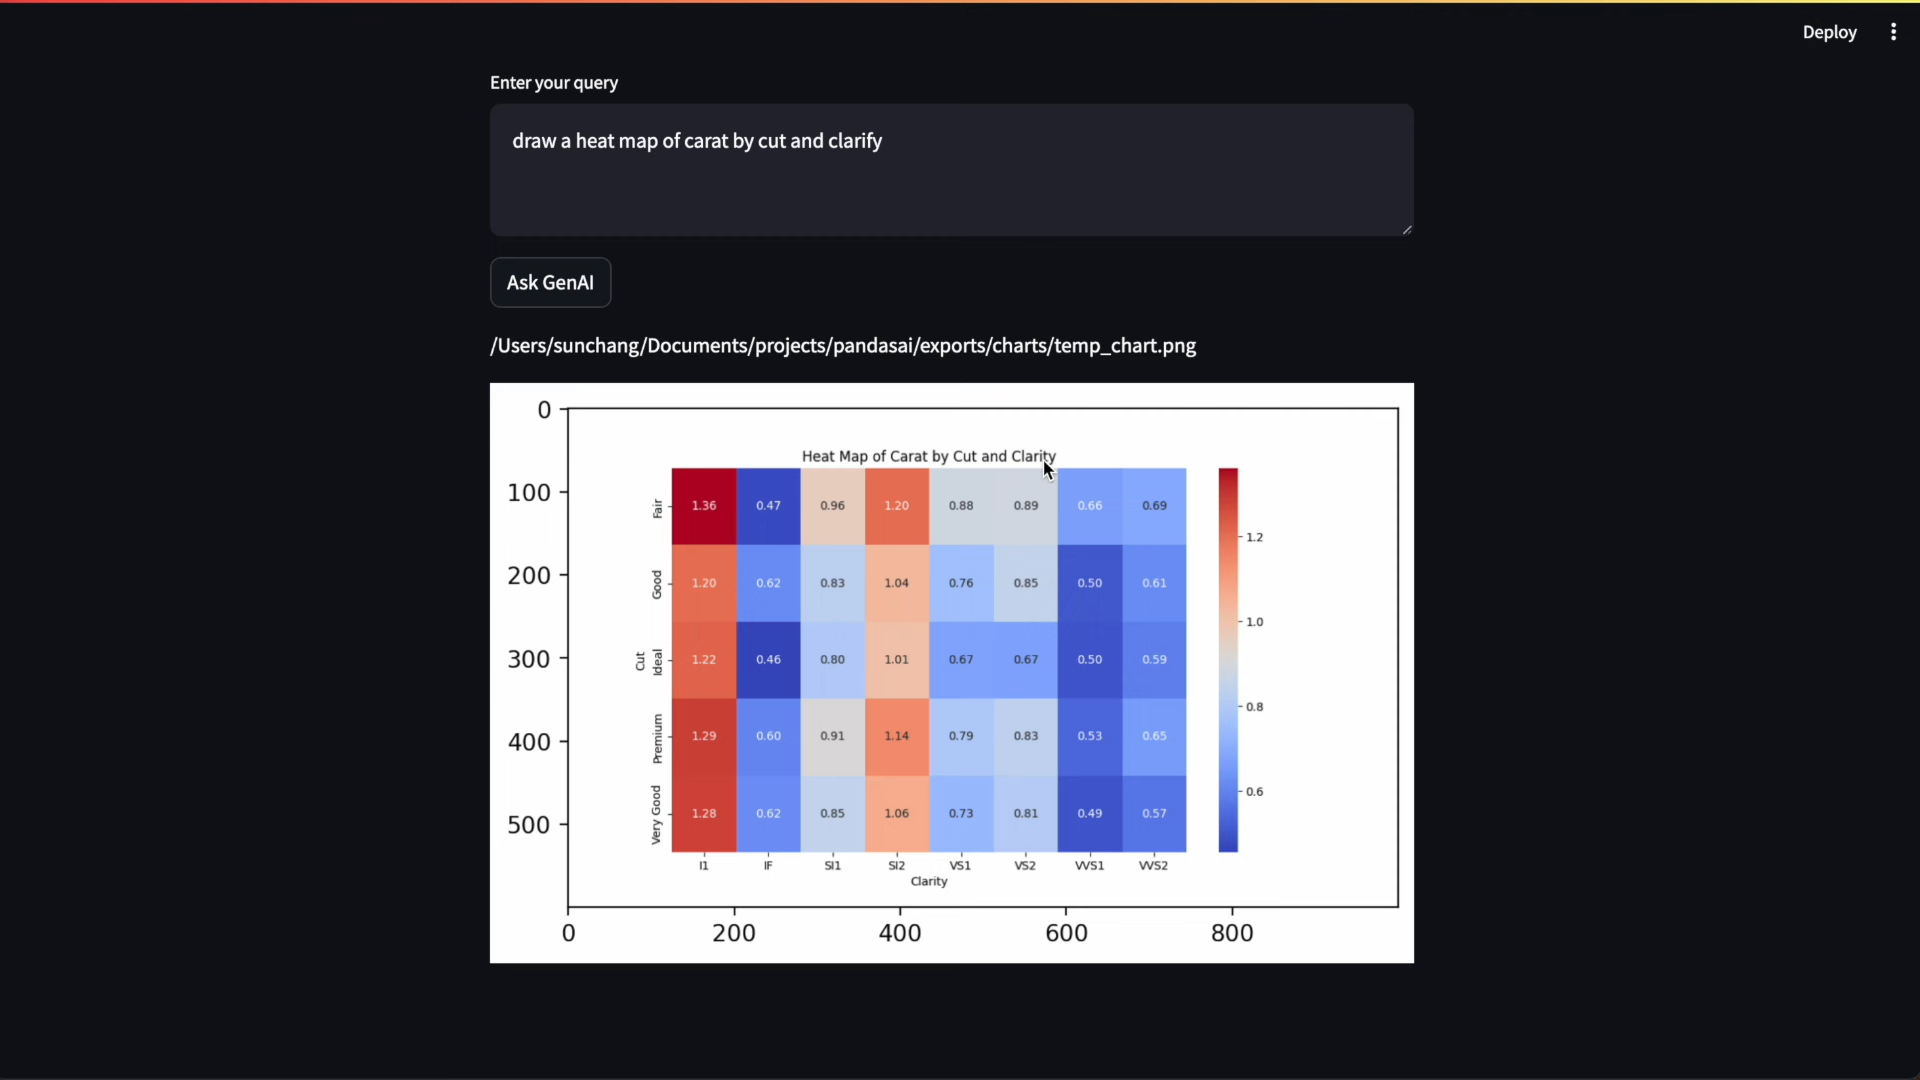 Deploy
Enter your query
draw a heat map of carat by cut and clarify
Ask GenAI
/Users/sunchang/Documents/projects/pandasai/exports/charts/temp_chart.png
Heat Map of Carat by Cut and Clarity
0
100
200
300
400
500
Cut
Fair 1.36 0.47 0.96 1.20 0.88 0.89 0.66 0.69
Good 1.20 0.62 0.83 1.04 0.76 0.85 0.50 0.61
Ideal 1.22 0.46 0.80 1.01 0.67 0.67 0.50 0.59
Premium 1.29 0.60 0.91 1.14 0.79 0.83 0.53 0.65
Very Good 1.28 0.62 0.85 1.06 0.73 0.81 0.49 0.57
I1 IF SI1 SI2 VS1 VS2 VVS1 VVS2
Clarity
1.2
1.0
0.8
0.6
0 200 400 600 800